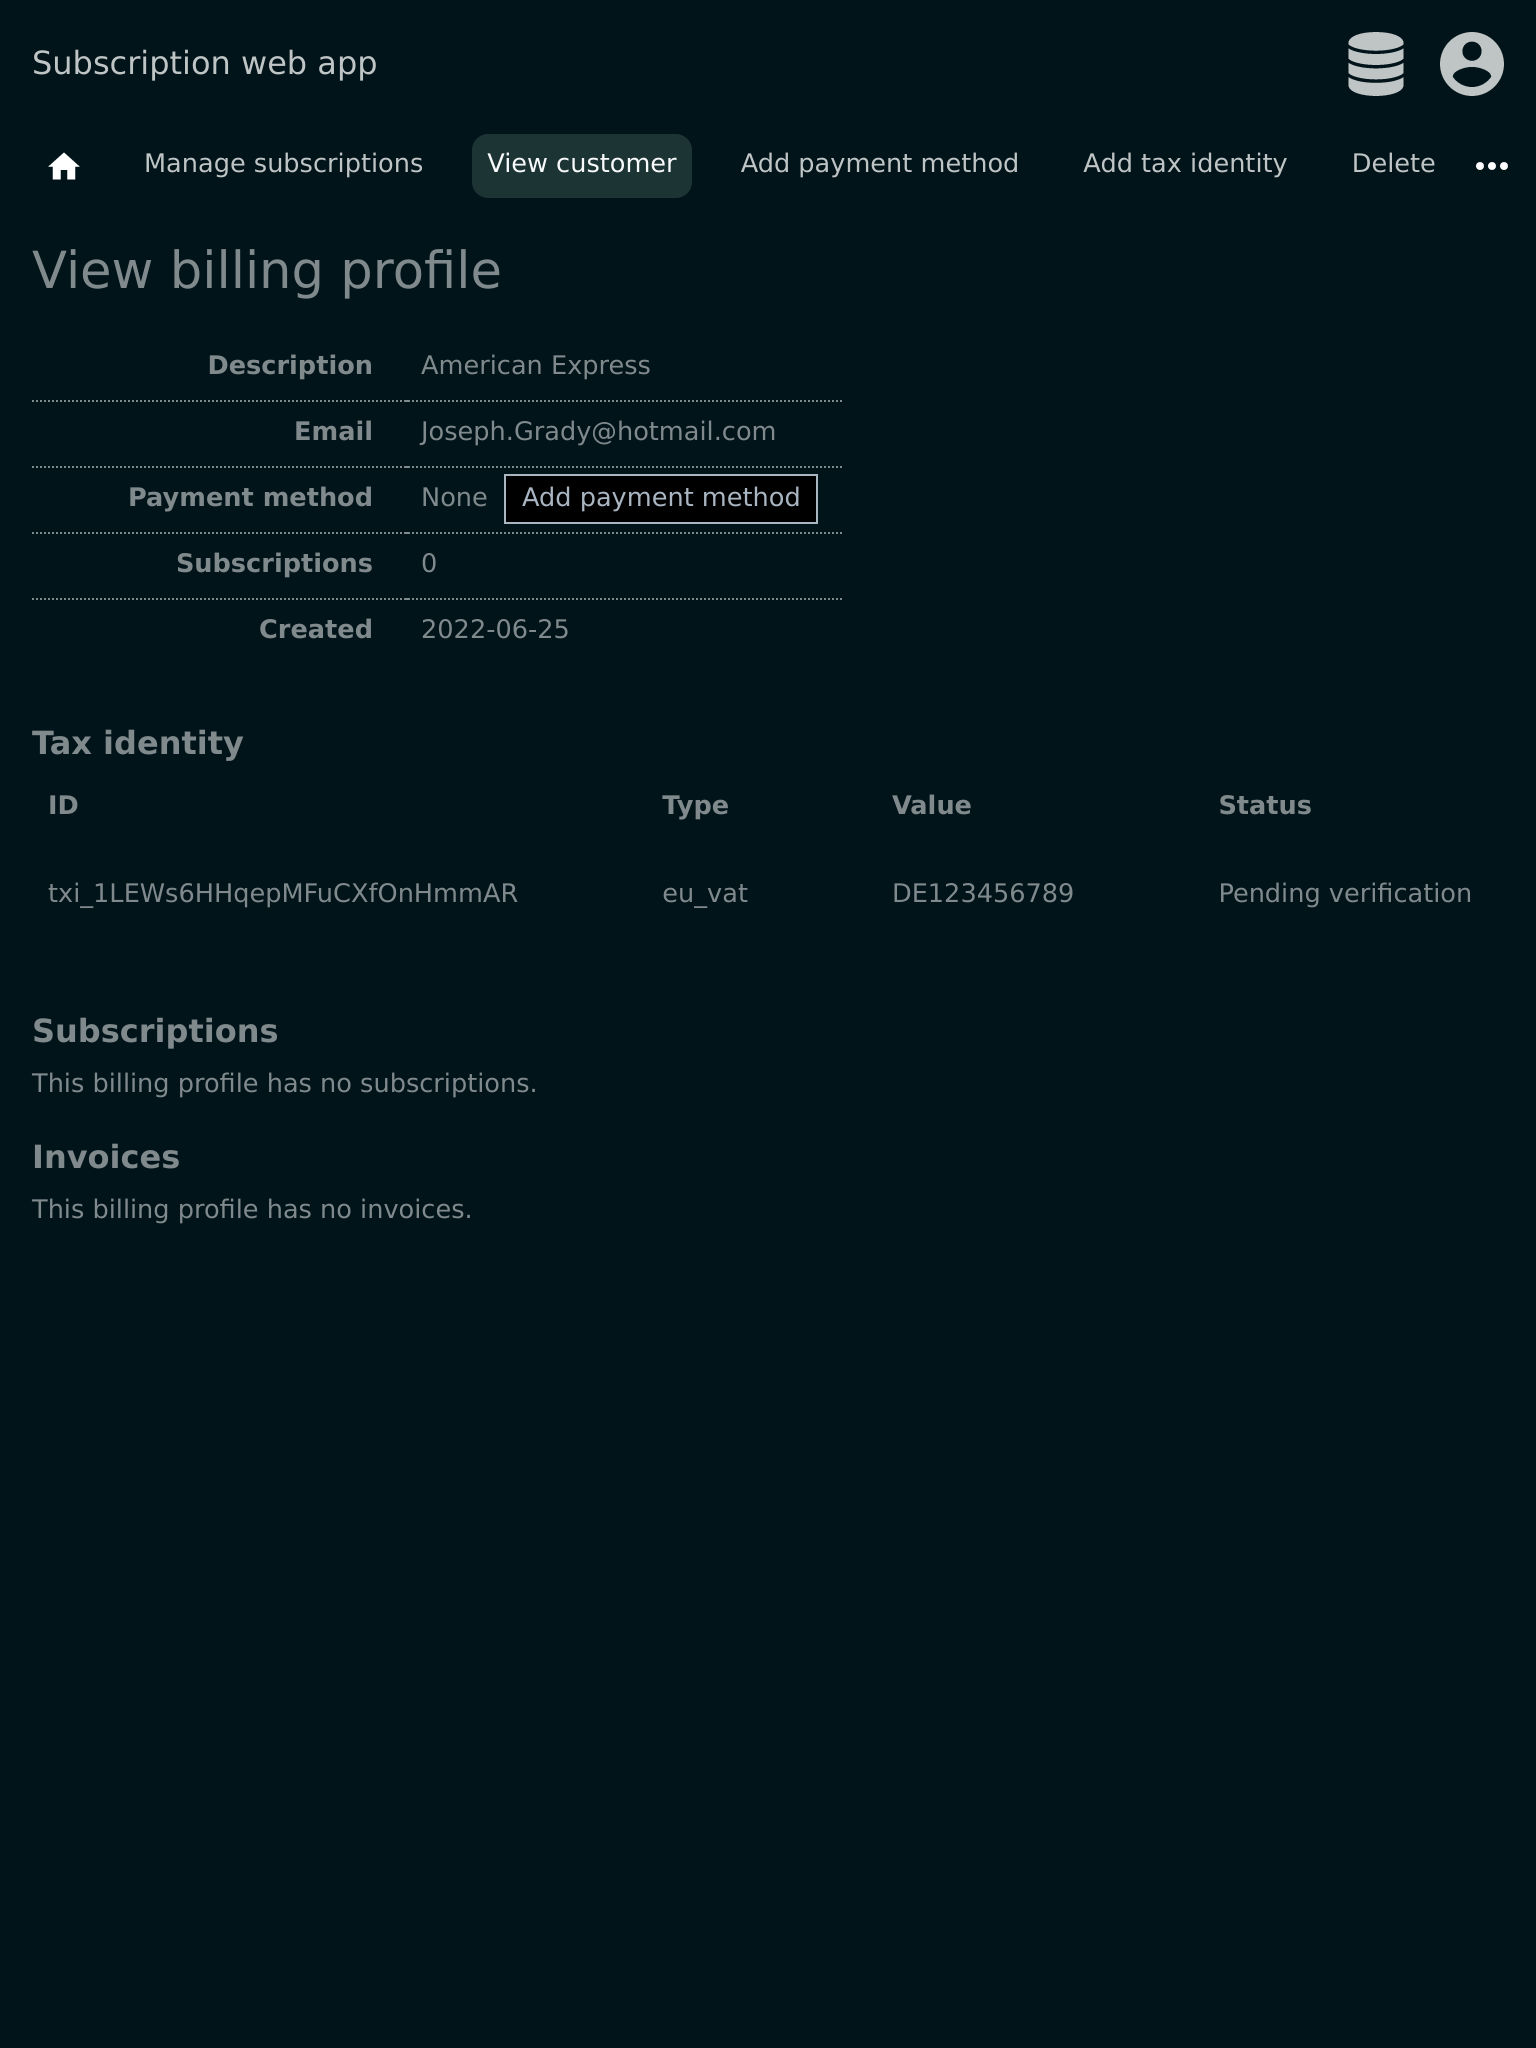 Subscription web app
Manage subscriptions View customer Add payment method Add tax identity Delete
View billing profile
Description American Express
Email Joseph.Grady@hotmail.com
Payment method None Add payment method
Subscriptions 0
Created 2022-06-25
Tax identity
ID Type Value Status
txi_1LEWs6HHqepMFuCXfOnHmmAR eu_vat DE123456789 Pending verification
Subscriptions
This billing profile has no subscriptions.
Invoices
This billing profile has no invoices.